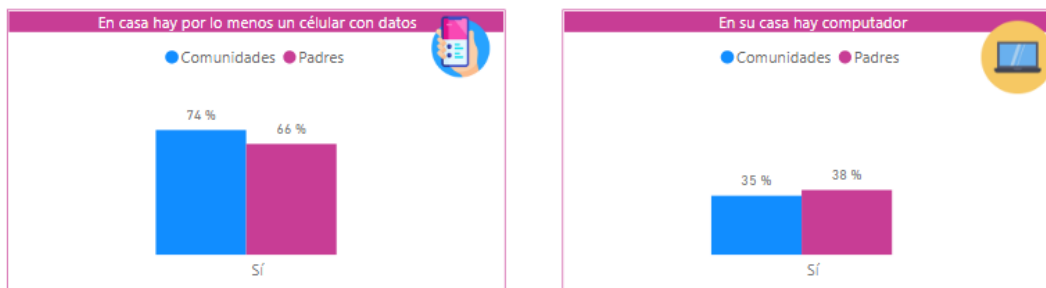 En casa hay por lo menos un célular con datos
Comunidades Padres
74 %
66 %
Sí
En su casa hay computador
Comunidades Padres
35 %
38 %
Sí